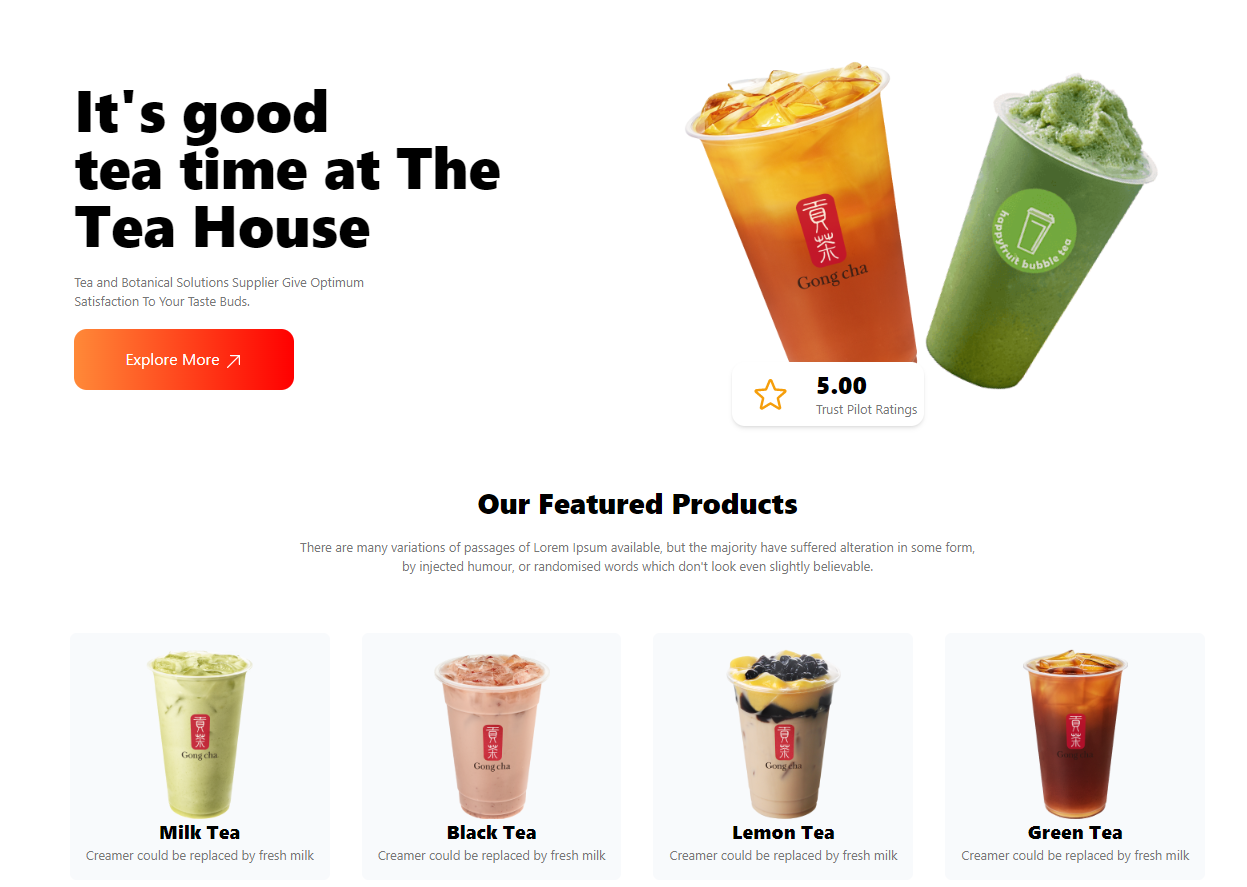 It's good
tea time at The
Tea House
Tea and Botanical Solutions Supplier Give Optimum
Satisfaction To Your Taste Buds.
Explore More
貢茶
Gong cha
happyfruit bubble tea
5.00
Trust Pilot Ratings
Our Featured Products
There are many variations of passages of Lorem Ipsum available, but the majority have suffered alteration in some form,
by injected humour, or randomised words which don't look even slightly believable.
貢茶
Gong cha
貢茶
Gong cha
貢茶
Gong cha
貢茶
Gong cha
Milk Tea
Black Tea
Lemon Tea
Green Tea
Creamer could be replaced by fresh milk
Creamer could be replaced by fresh milk
Creamer could be replaced by fresh milk
Creamer could be replaced by fresh milk